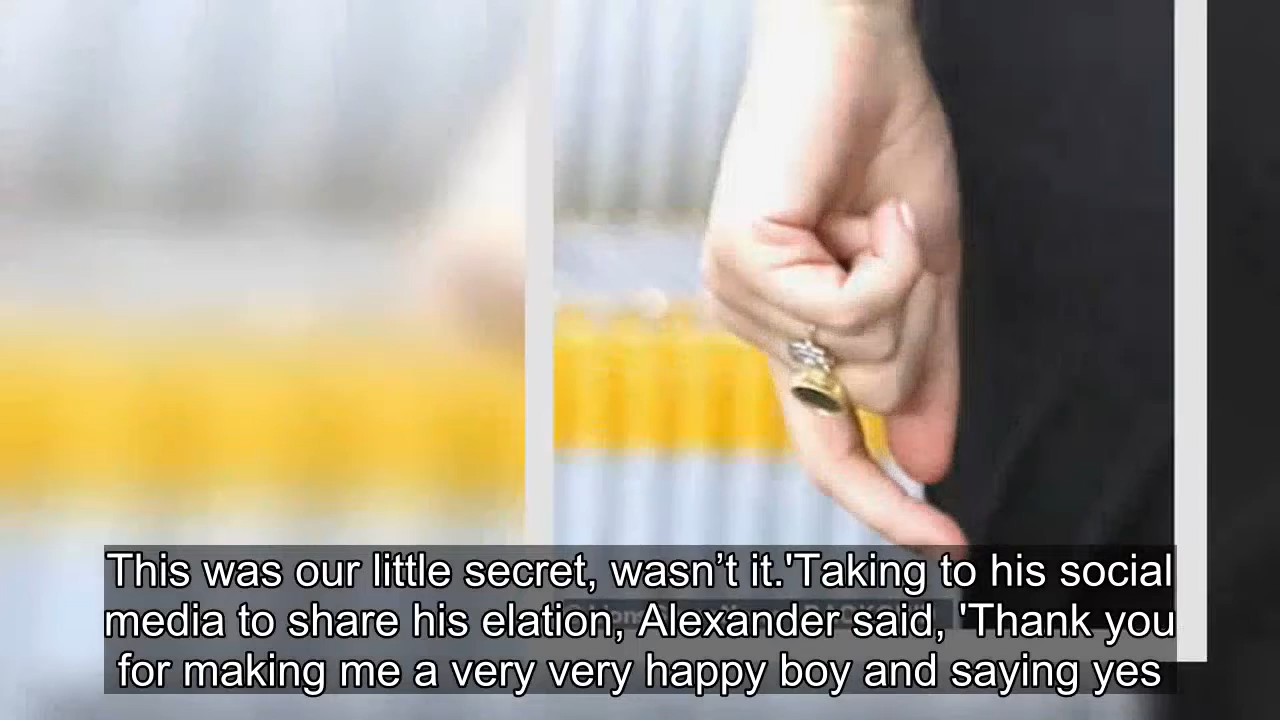 This was our little secret, wasn’t it.'Taking to his social
media to share his elation, Alexander said, 'Thank you
for making me a very very happy boy and saying yes